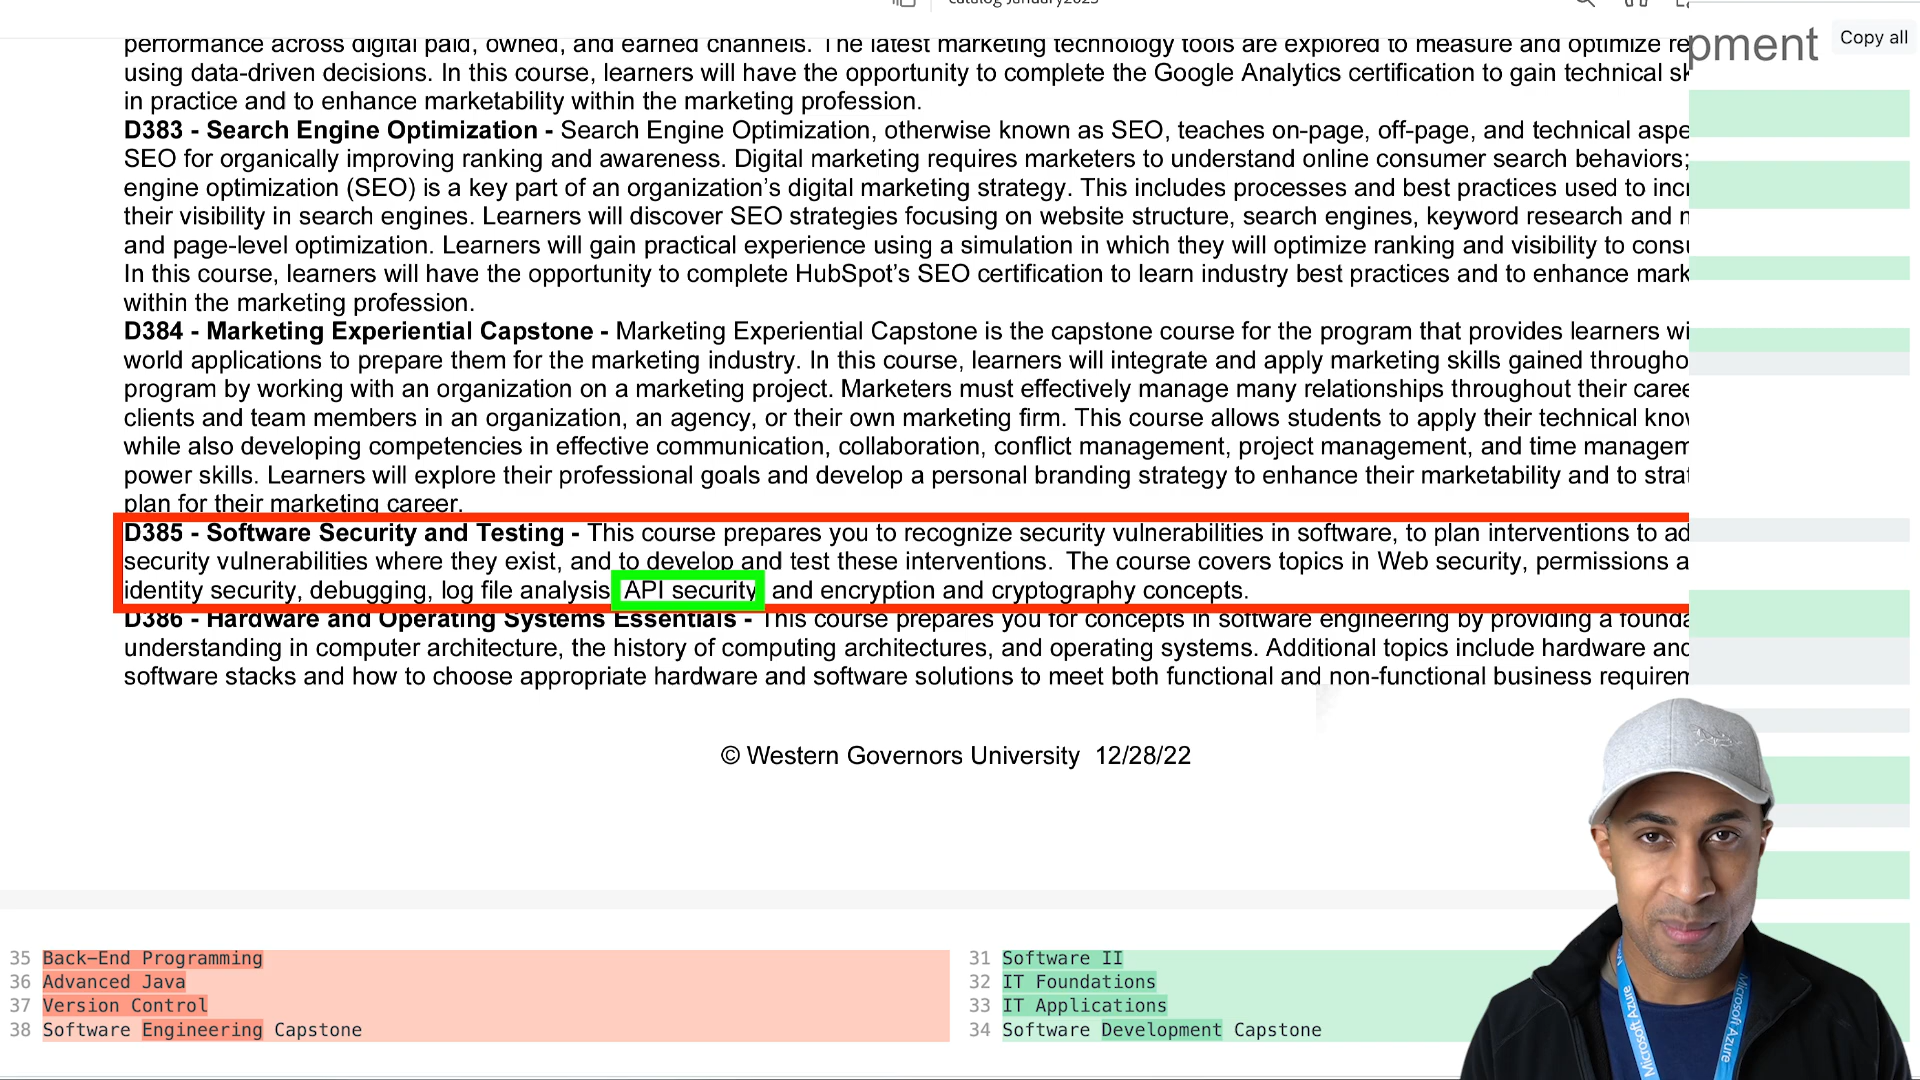 catalog January2023
pment
Copy all
performance across digital paid, owned, and earned channels. The latest marketing technology tools are explored to measure and optimize re
using data-driven decisions. In this course, learners will have the opportunity to complete the Google Analytics certification to gain technical sk
in practice and to enhance marketability within the marketing profession.
D383 - Search Engine Optimization - Search Engine Optimization, otherwise known as SEO, teaches on-page, off-page, and technical aspe
SEO for organically improving ranking and awareness. Digital marketing requires marketers to understand online consumer search behaviors;
engine optimization (SEO) is a key part of an organization’s digital marketing strategy. This includes processes and best practices used to incr
their visibility in search engines. Learners will discover SEO strategies focusing on website structure, search engines, keyword research and
and page-level optimization. Learners will gain practical experience using a simulation in which they will optimize ranking and visibility to consu
In this course, learners will have the opportunity to complete HubSpot’s SEO certification to learn industry best practices and to enhance mark
within the marketing profession.
D384 - Marketing Experiential Capstone - Marketing Experiential Capstone is the capstone course for the program that provides learners wi
world applications to prepare them for the marketing industry. In this course, learners will integrate and apply marketing skills gained througho
program by working with an organization on a marketing project. Marketers must effectively manage many relationships throughout their caree
clients and team members in an organization, an agency, or their own marketing firm. This course allows students to apply their technical know
while also developing competencies in effective communication, collaboration, conflict management, project management, and time managem
power skills. Learners will explore their professional goals and develop a personal branding strategy to enhance their marketability and to strat
plan for their marketing career.
D385 - Software Security and Testing - This course prepares you to recognize security vulnerabilities in software, to plan interventions to ad
security vulnerabilities where they exist, and to develop and test these interventions.  The course covers topics in Web security, permissions a
identity security, debugging, log file analysis API security and encryption and cryptography concepts.
D386 - Hardware and Operating Systems Essentials - This course prepares you for concepts in software engineering by providing a founda
understanding in computer architecture, the history of computing architectures, and operating systems. Additional topics include hardware and
software stacks and how to choose appropriate hardware and software solutions to meet both functional and non-functional business requirem
© Western Governors University  12/28/22
35 Back-End Programming
36 Advanced Java
37 Version Control
38 Software Engineering Capstone
31 Software II
32 IT Foundations
33 IT Applications
34 Software Development Capstone
Microsoft Azure
Microsoft Azure